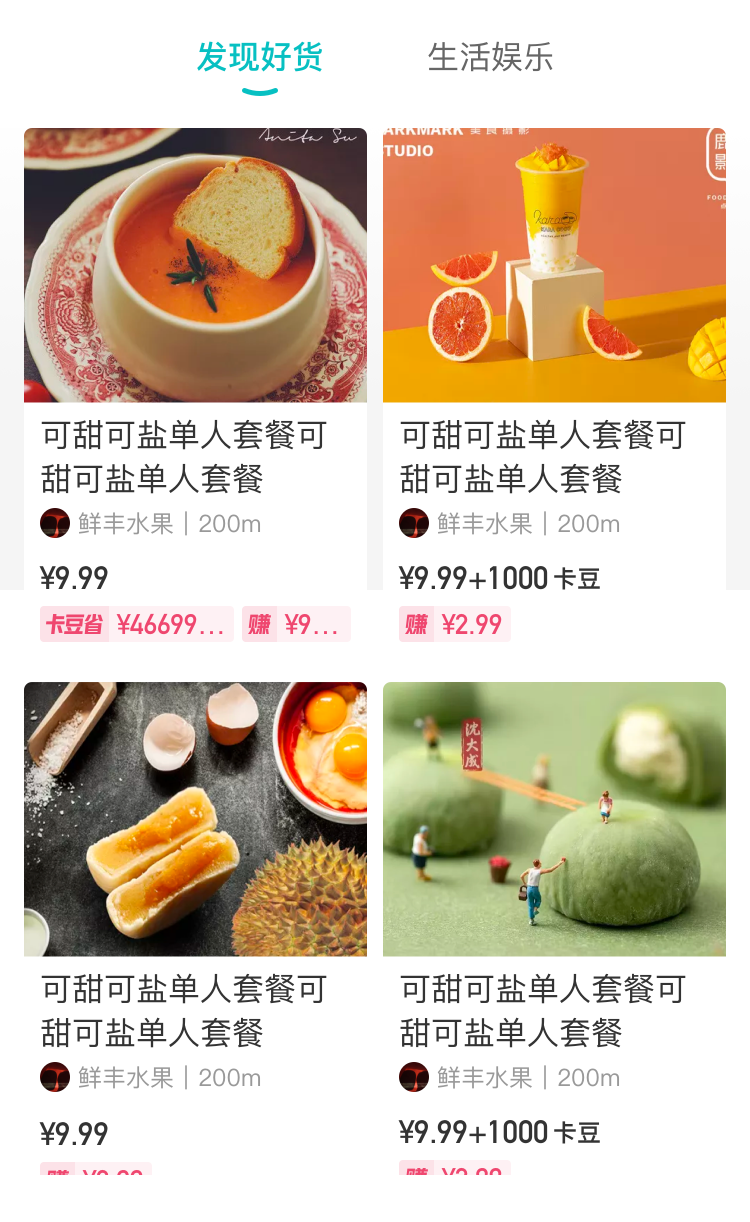 发现好货
生活娱乐
Anita Su
ARKMARK 美食摄影
TUDIO
鹿
影
FOOD
kara
可甜可盐单人套餐可
甜可盐单人套餐
鲜丰水果｜200m
¥9.99
卡豆省 ¥46699...
赚 ¥9...
可甜可盐单人套餐可
甜可盐单人套餐
鲜丰水果｜200m
¥9.99+1000 卡豆
赚 ¥2.99
沈大成
可甜可盐单人套餐可
甜可盐单人套餐
鲜丰水果｜200m
¥9.99
可甜可盐单人套餐可
甜可盐单人套餐
鲜丰水果｜200m
¥9.99+1000 卡豆